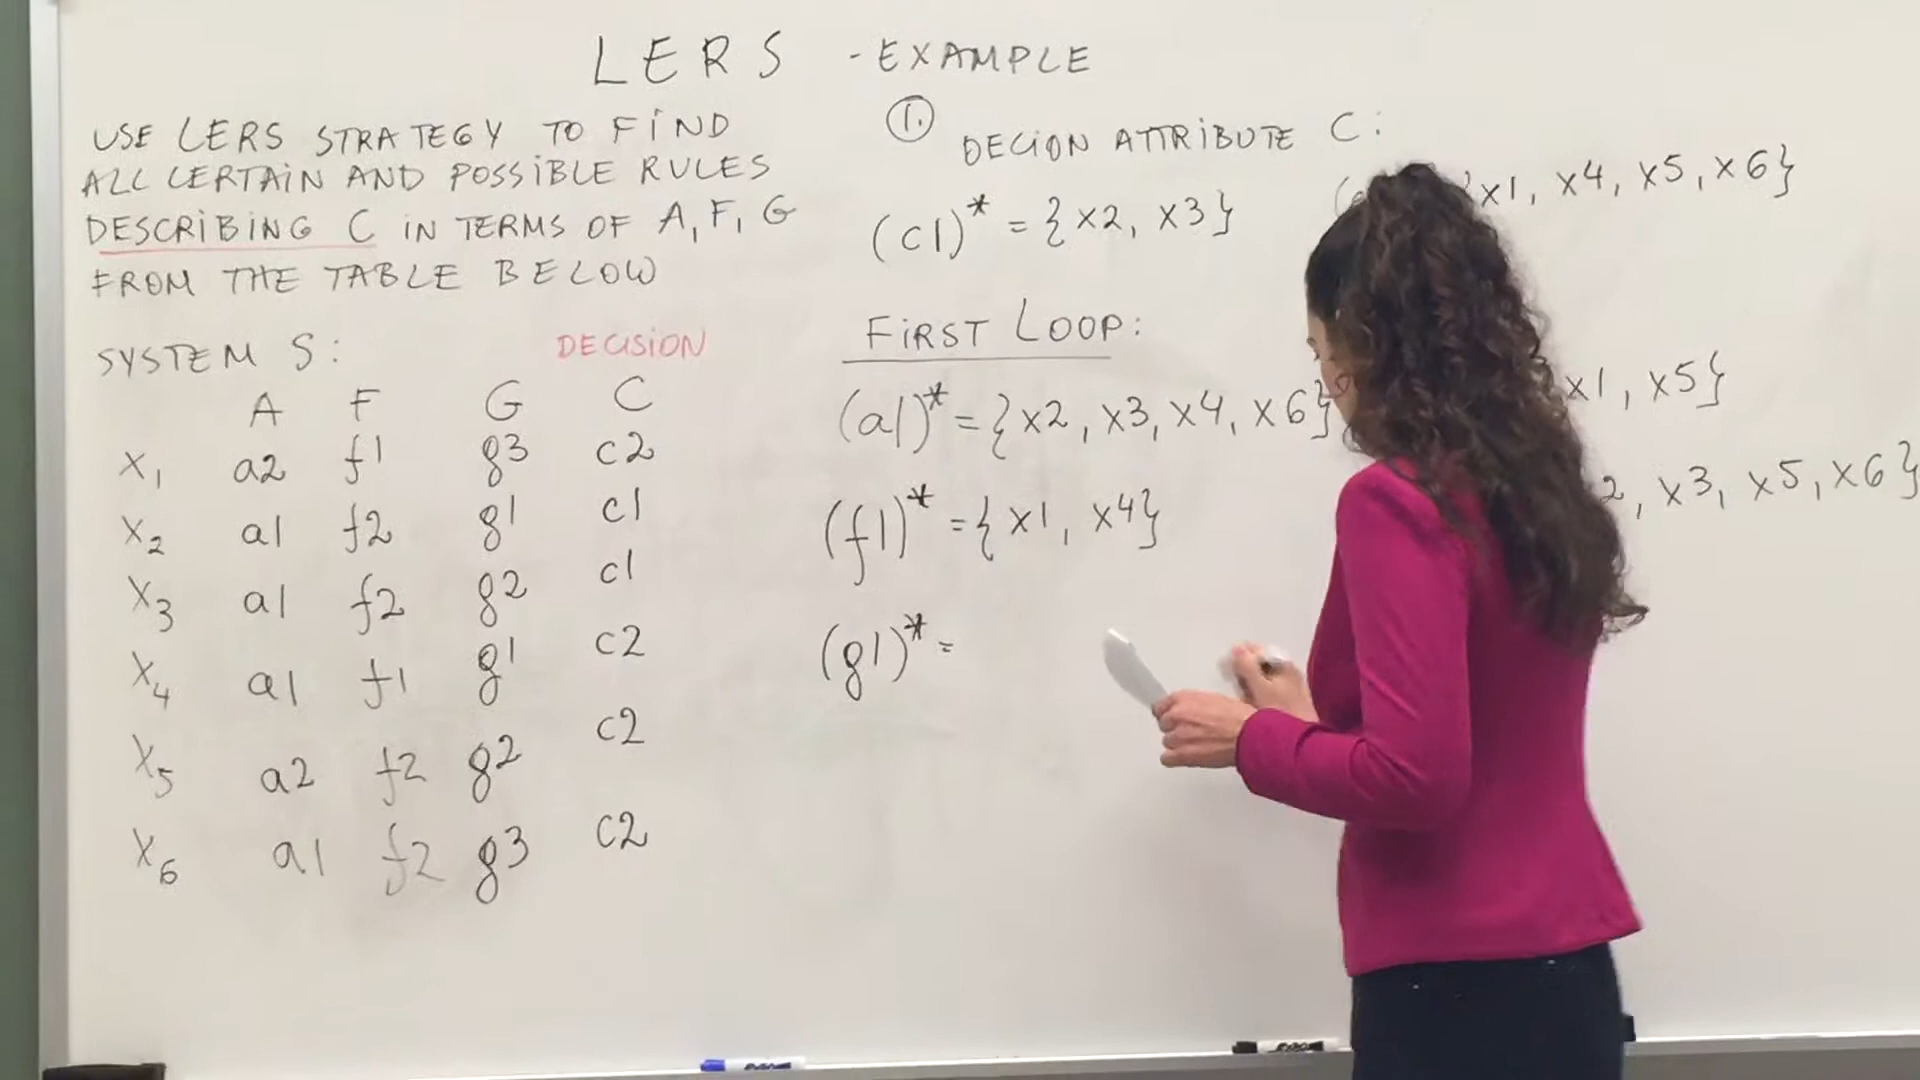 LERS - EXAMPLE
USE LERS STRATEGY TO FIND
ALL CERTAIN AND POSSIBLE RULES
DESCRIBING C IN TERMS OF A, F, G
FROM THE TABLE BELOW
SYSTEM S:
DECISION
A F G C
x1 a2 f1 g3 c2
x2 a1 f2 g1 c1
x3 a1 f2 g2 c1
x4 a1 f1 g1 c2
x5 a2 f2 g2 c2
x6 a1 f2 g3 c2
1. DECION ATTRIBUTE C:
(c1)* = {x2, x3} x1, x4, x5, x6}
FIRST LOOP:
(a1)* = {x2, x3, x4, x6} x1, x5}
(f1)* = {x1, x4} 2, x3, x5, x6}
(g1)* =